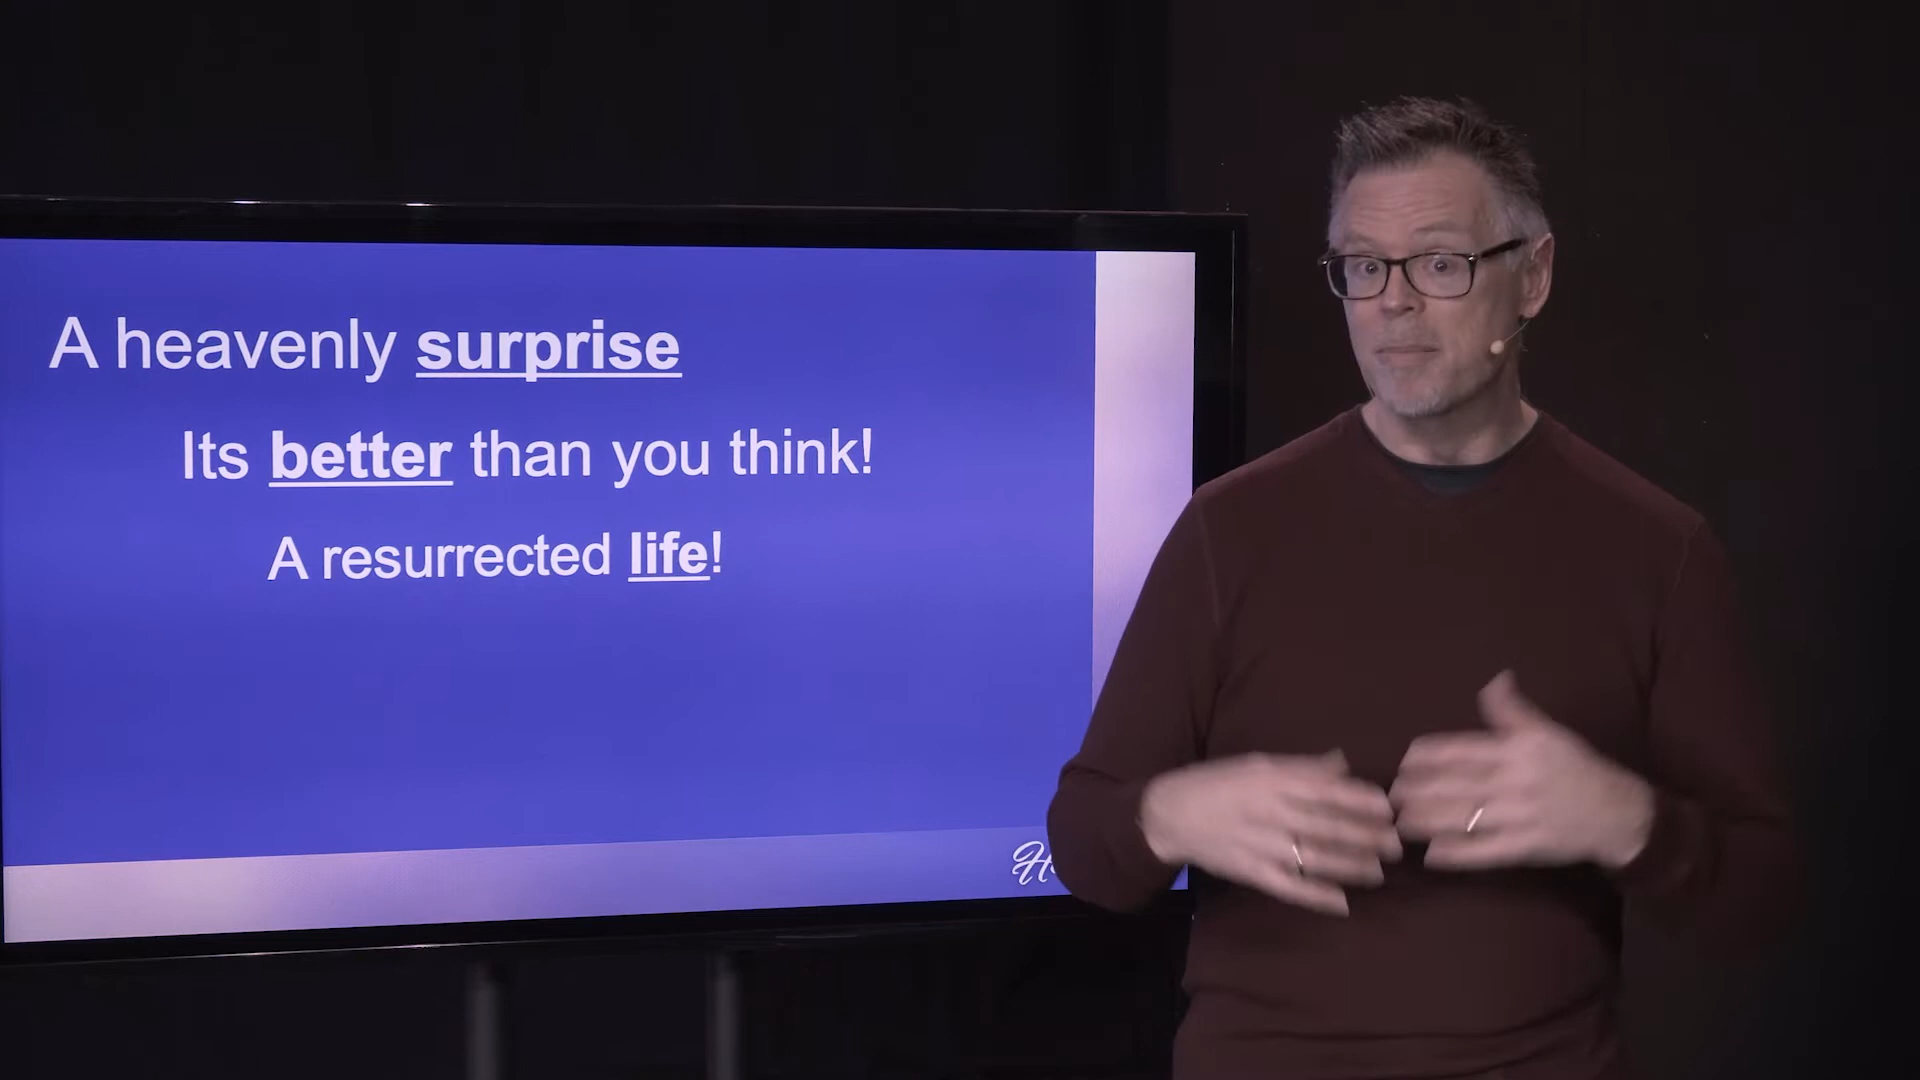 A heavenly surprise
Its better than you think!
A resurrected life!